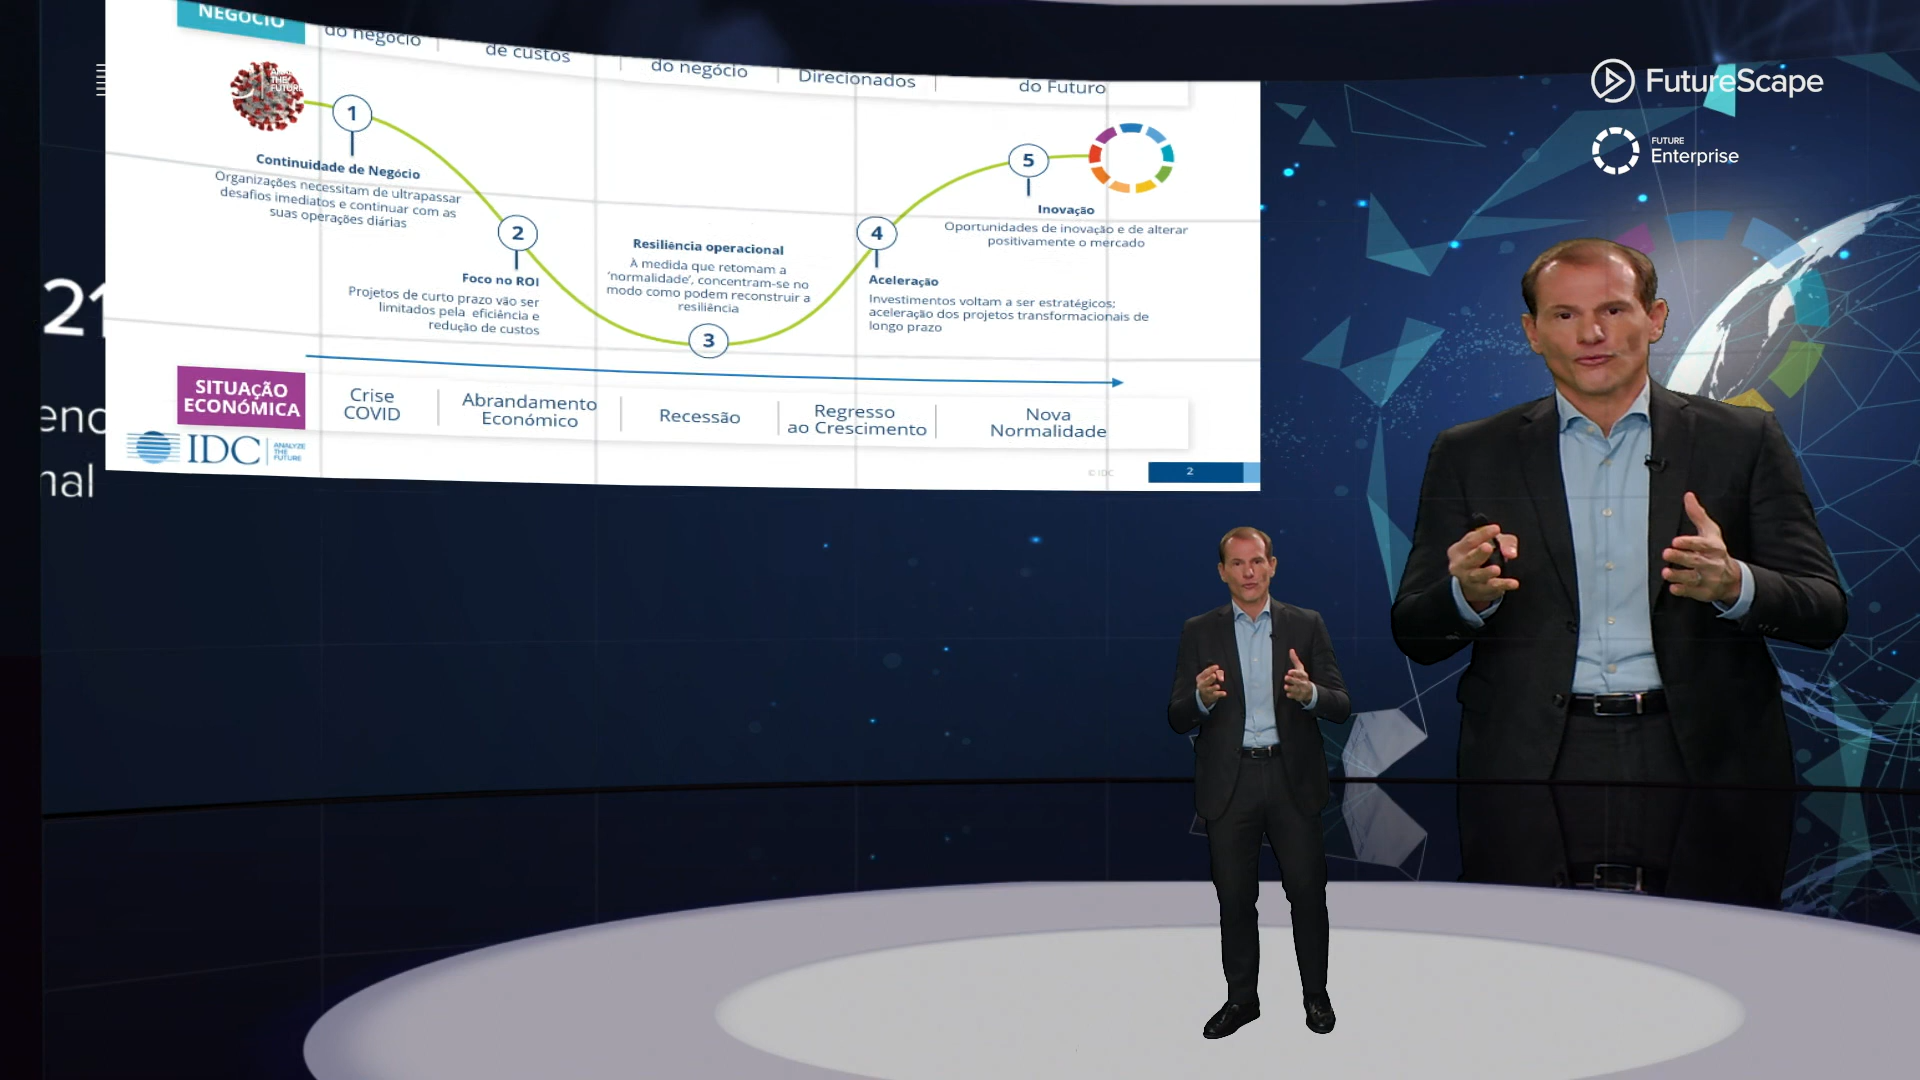 NEGÓCIO
do negócio
de custos
do negócio
Direcionados
do Futuro
1
Continuidade de Negócio
Organizações necessitam de ultrapassar
desafios imediatos e continuar com as
suas operações diárias
2
Foco no ROI
Projetos de curto prazo vão ser
limitados pela eficiência e
redução de custos
Resiliência operacional
À medida que retomam a
‘normalidade’, concentram-se no
modo como podem reconstruir a
resiliência
3
4
Aceleração
Investimentos voltam a ser estratégicos;
aceleração dos projetos transformacionais de
longo prazo
5
Inovação
Oportunidades de inovação e de alterar
positivamente o mercado
SITUAÇÃO
ECONÓMICA
Crise
COVID
Abrandamento
Económico
Recessão
Regresso
ao Crescimento
Nova
Normalidade
IDC
ANALYZE
THE
FUTURE
© IDC
2
21
enc
nal
FutureScape
FUTURE
Enterprise